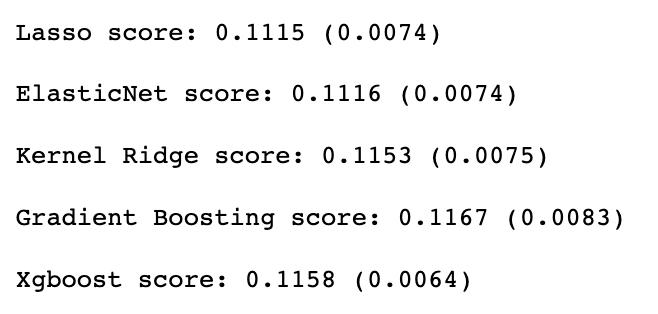 Lasso score: 0.1115 (0.0074)
ElasticNet score: 0.1116 (0.0074)
Kernel Ridge score: 0.1153 (0.0075)
Gradient Boosting score: 0.1167 (0.0083)
Xgboost score: 0.1158 (0.0064)